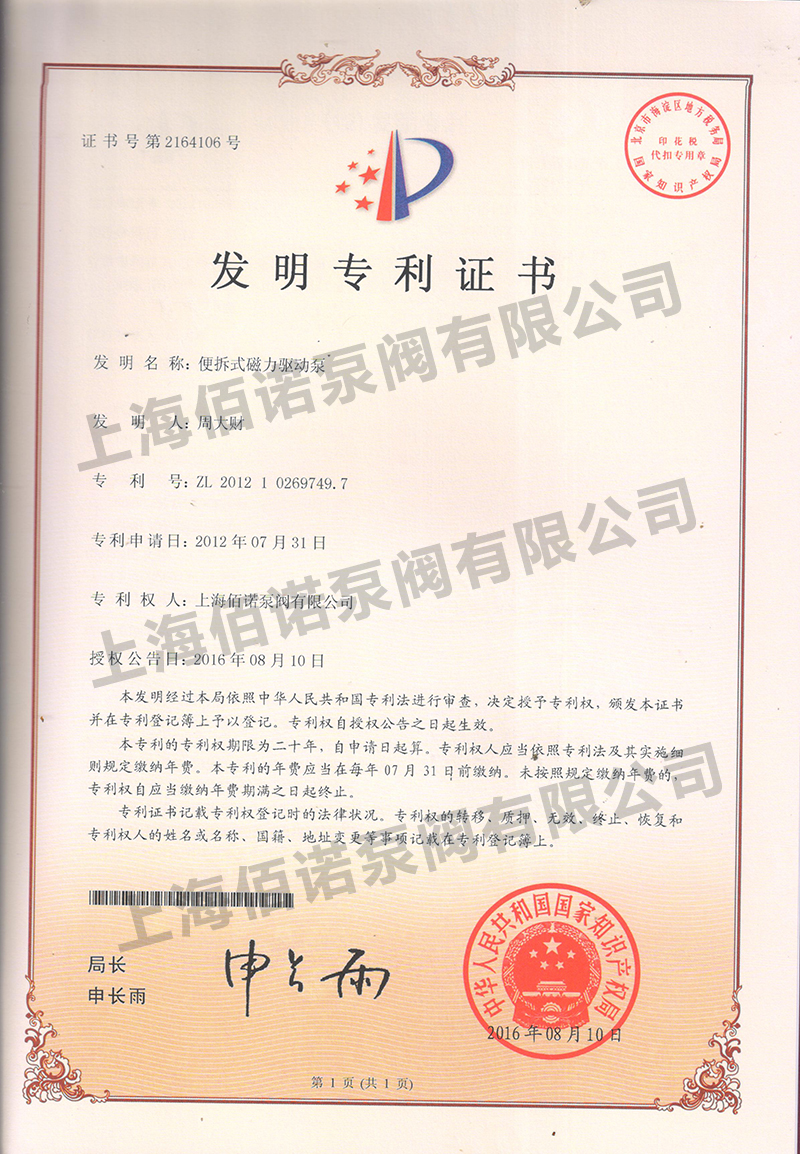 证书号第2164106号
北京市海淀区地方税务局
印花税
代扣专用章
国家知识产权局
发明专利证书
发明名称：便拆式磁力驱动泵
发明人：周大财
专利号：ZL 2012 1 0269749.7
专利申请日：2012年07月31日
专利权人：上海佰诺泵阀有限公司
授权公告日：2016年08月10日
本发明经过本局依照中华人民共和国专利法进行审查，决定授予专利权，颁发本证书
并在专利登记簿上予以登记。专利权自授权公告之日起生效。
本专利的专利权期限为二十年，自申请日起算。专利权人应当依照专利法及其实施细
则规定缴纳年费。本专利的年费应当在每年07月31日前缴纳。未按照规定缴纳年费的，
专利权自应当缴纳年费期满之日起终止。
专利证书记载专利权登记时的法律状况。专利权的转移、质押、无效、终止、恢复和
专利权人的姓名或名称、国籍、地址变更等事项记载在专利登记簿上。
局长
申长雨
申长雨
中华人民共和国国家知识产权局
2016年08月10日
第1页(共1页)
上海佰诺泵阀有限公司
上海佰诺泵阀有限公司
上海佰诺泵阀有限公司